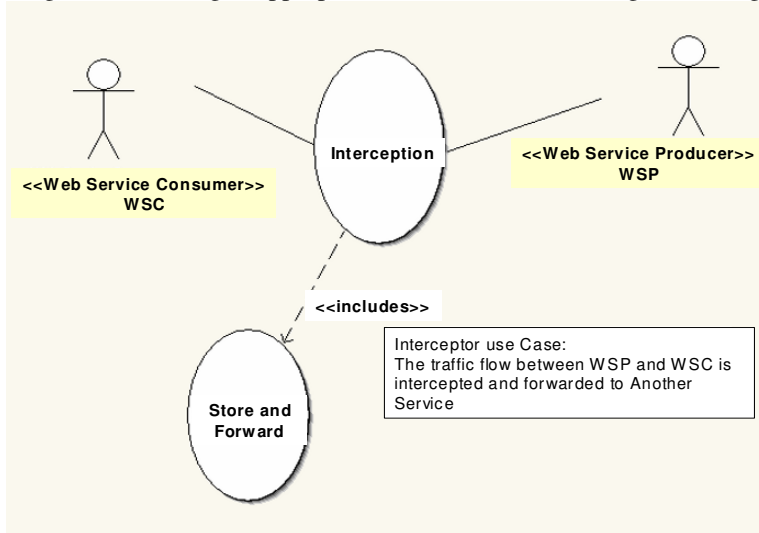 Interception
<<Web Service Producer>>
WSP
<<Web Service Consumer>>
WSC
<<includes>>
Interceptor use Case:
The traffic flow between WSP and WSC is
intercepted and forwarded to Another
Service
Store and
Forward